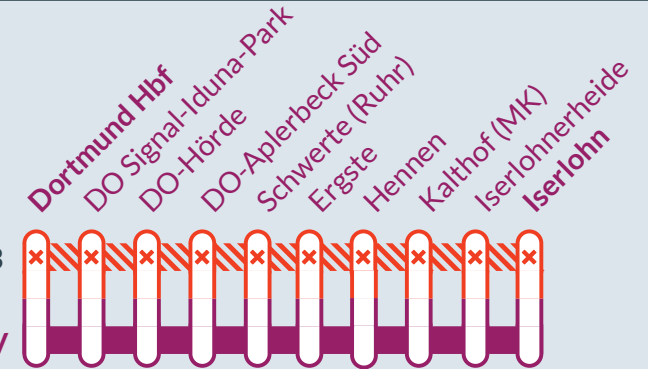 Dortmund Hbf
DO Signal-Iduna-Park
DO-Hörde
DO-Aplerbeck Süd
Schwerte (Ruhr)
Ergste
Hennen
Kalthof (MK)
Iserlohnerheide
Iserlohn